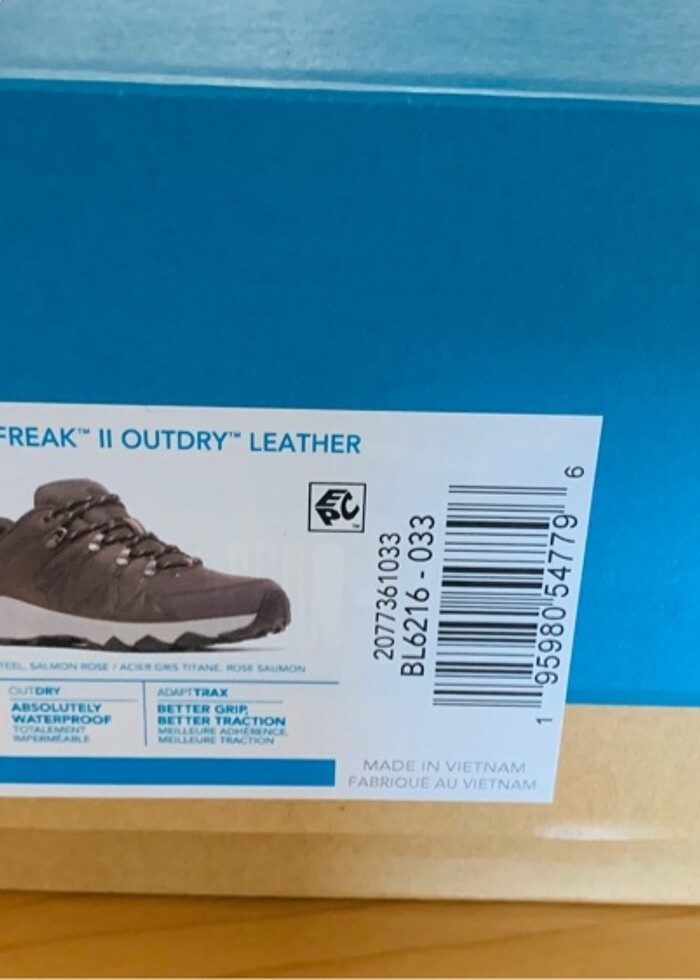 FREAK™ II OUTDRY™ LEATHER
EPC™
2077361033
BL6216 - 033
1 95980 54779 6
TEEL, SALMON ROSE / ACIER GRIS TITANE, ROSE SAUMON
OUTDRY
ABSOLUTELY
WATERPROOF
TOTALEMENT
IMPERMÉABLE
ADAPTTRAX
BETTER GRIP,
BETTER TRACTION
MEILLEURE ADHÉRENCE,
MEILLEURE TRACTION
MADE IN VIETNAM
FABRIQUÉ AU VIETNAM